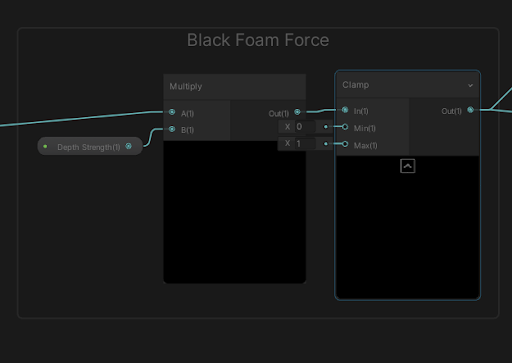 Black Foam Force
Multiply
A(1) Out(1)
B(1)
Depth Strength(1)
Clamp
In(1) Out(1)
X 0 Min(1)
X 1 Max(1)